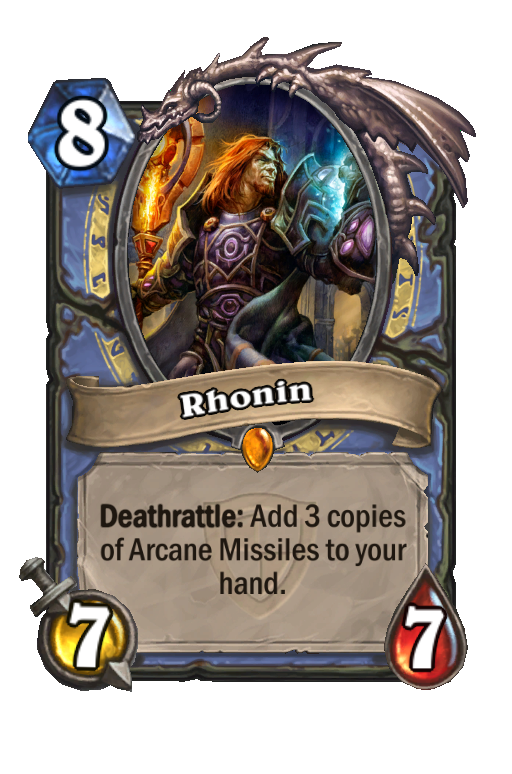 8
Rhonin
Deathrattle: Add 3 copies
of Arcane Missiles to your
hand.
7
7